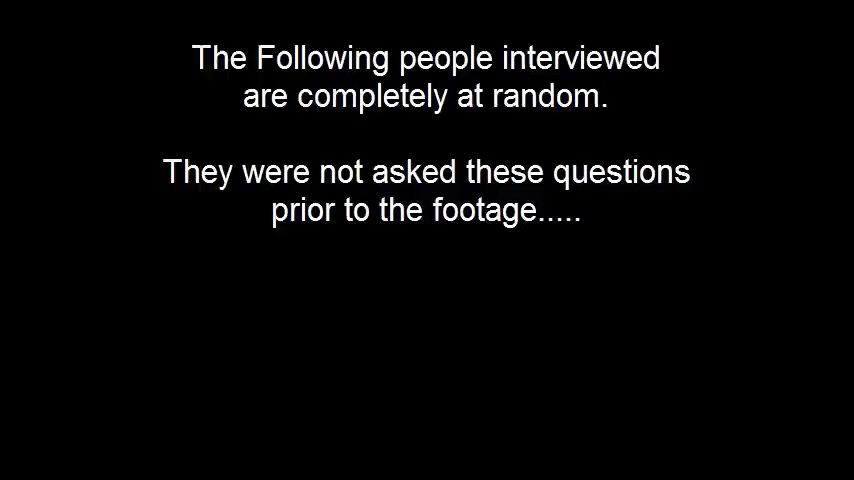 The Following people interviewed
are completely at random.
They were not asked these questions
prior to the footage.....